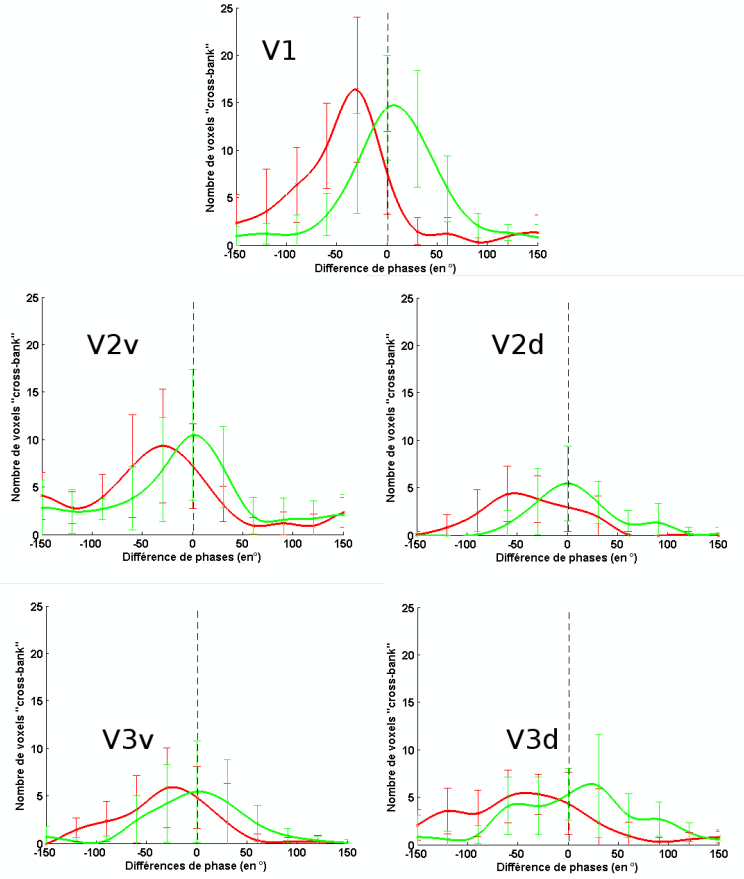 25
20
15
10
5
0
V1
Nombre de voxels "cross-bank"
-150 -100 -50 0 50 100 150
Difference de phases (en °)
25
20
15
10
5
0
V2v
Nombre de voxels "cross-bank"
-150 -100 -50 0 50 100 150
Différence de phases (en°)
25
20
15
10
5
0
V2d
Nombre de voxels "cross-bank"
-150 -100 -50 0 50 100 150
Différence de phases (en°)
25
20
15
10
5
0
V3v
Nombre de voxels "cross-bank"
-150 -100 -50 0 50 100 150
Différences de phase (en °)
25
20
15
10
5
0
V3d
Nombre de voxels "cross-bank"
-150 -100 -50 0 50 100 150
Difference de phases (en °)